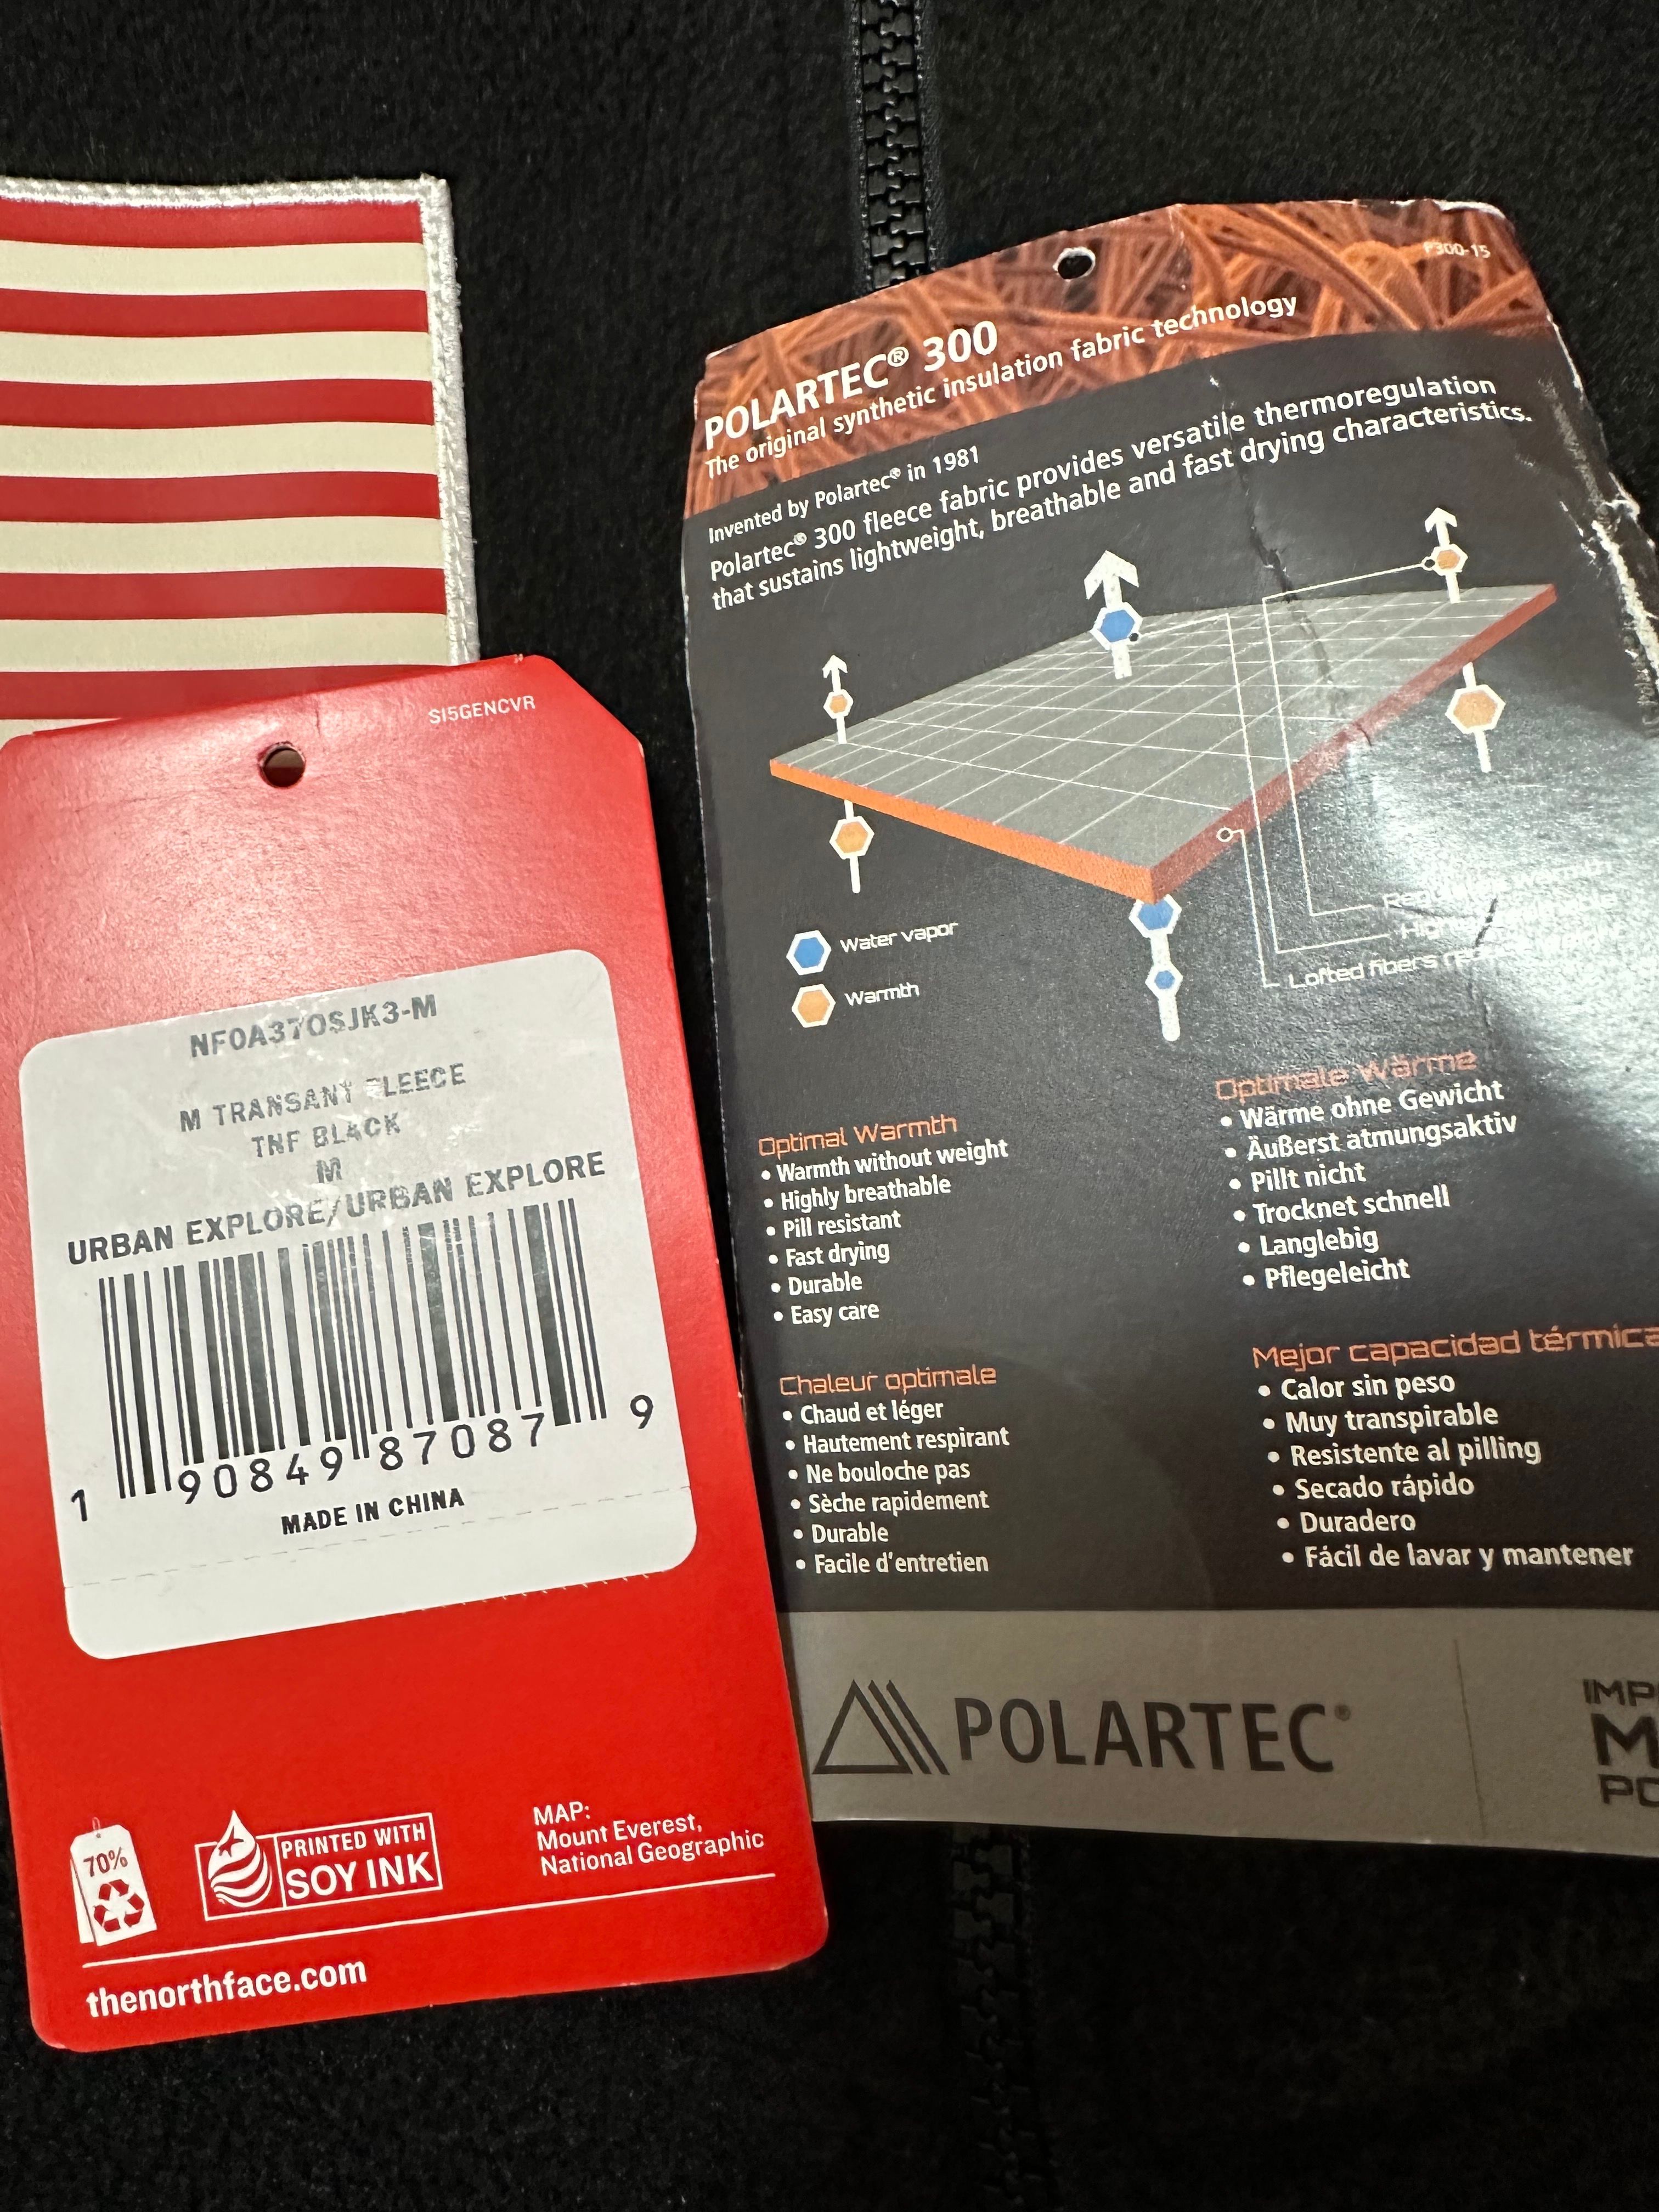 SI5GENCVR
NF0A37OSJK3-M
M TRANSANT FLEECE
TNF BLACK
M
URBAN EXPLORE/URBAN EXPLORE
1 90849 87087 9
MADE IN CHINA
70%
PRINTED WITH
SOY INK
MAP:
Mount Everest,
National Geographic
thenorthface.com
P300-15
POLARTEC® 300
The original synthetic insulation fabric technology
Invented by Polartec® in 1981
Polartec® 300 fleece fabric provides versatile thermoregulation
that sustains lightweight, breathable and fast drying characteristics.
Water vapor
Warmth
Lofted fibers
Optimal Warmth
• Warmth without weight
• Highly breathable
• Pill resistant
• Fast drying
• Durable
• Easy care
Optimale Wärme
• Wärme ohne Gewicht
• Äußerst atmungsaktiv
• Pillt nicht
• Trocknet schnell
• Langlebig
• Pflegeleicht
Chaleur optimale
• Chaud et léger
• Hautement respirant
• Ne bouloche pas
• Sèche rapidement
• Durable
• Facile d'entretien
Mejor capacidad térmica
• Calor sin peso
• Muy transpirable
• Resistente al pilling
• Secado rápido
• Duradero
• Fácil de lavar y mantener
POLARTEC®